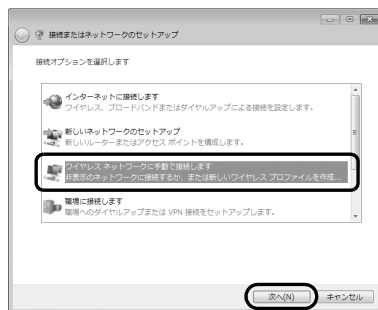 接続またはネットワークのセットアップ
接続オプションを選択します
インターネットに接続します
ワイヤレス、ブロードバンドまたはダイヤルアップによる接続を設定します。
新しいネットワークのセットアップ
新しいルーターまたはアクセス ポイントを構成します。
ワイヤレス ネットワークに手動で接続します
非表示のネットワークに接続するか、または新しいワイヤレス プロファイルを作成...
職場に接続します
職場へのダイヤルアップまたは VPN 接続をセットアップします。
次へ(N)
キャンセル